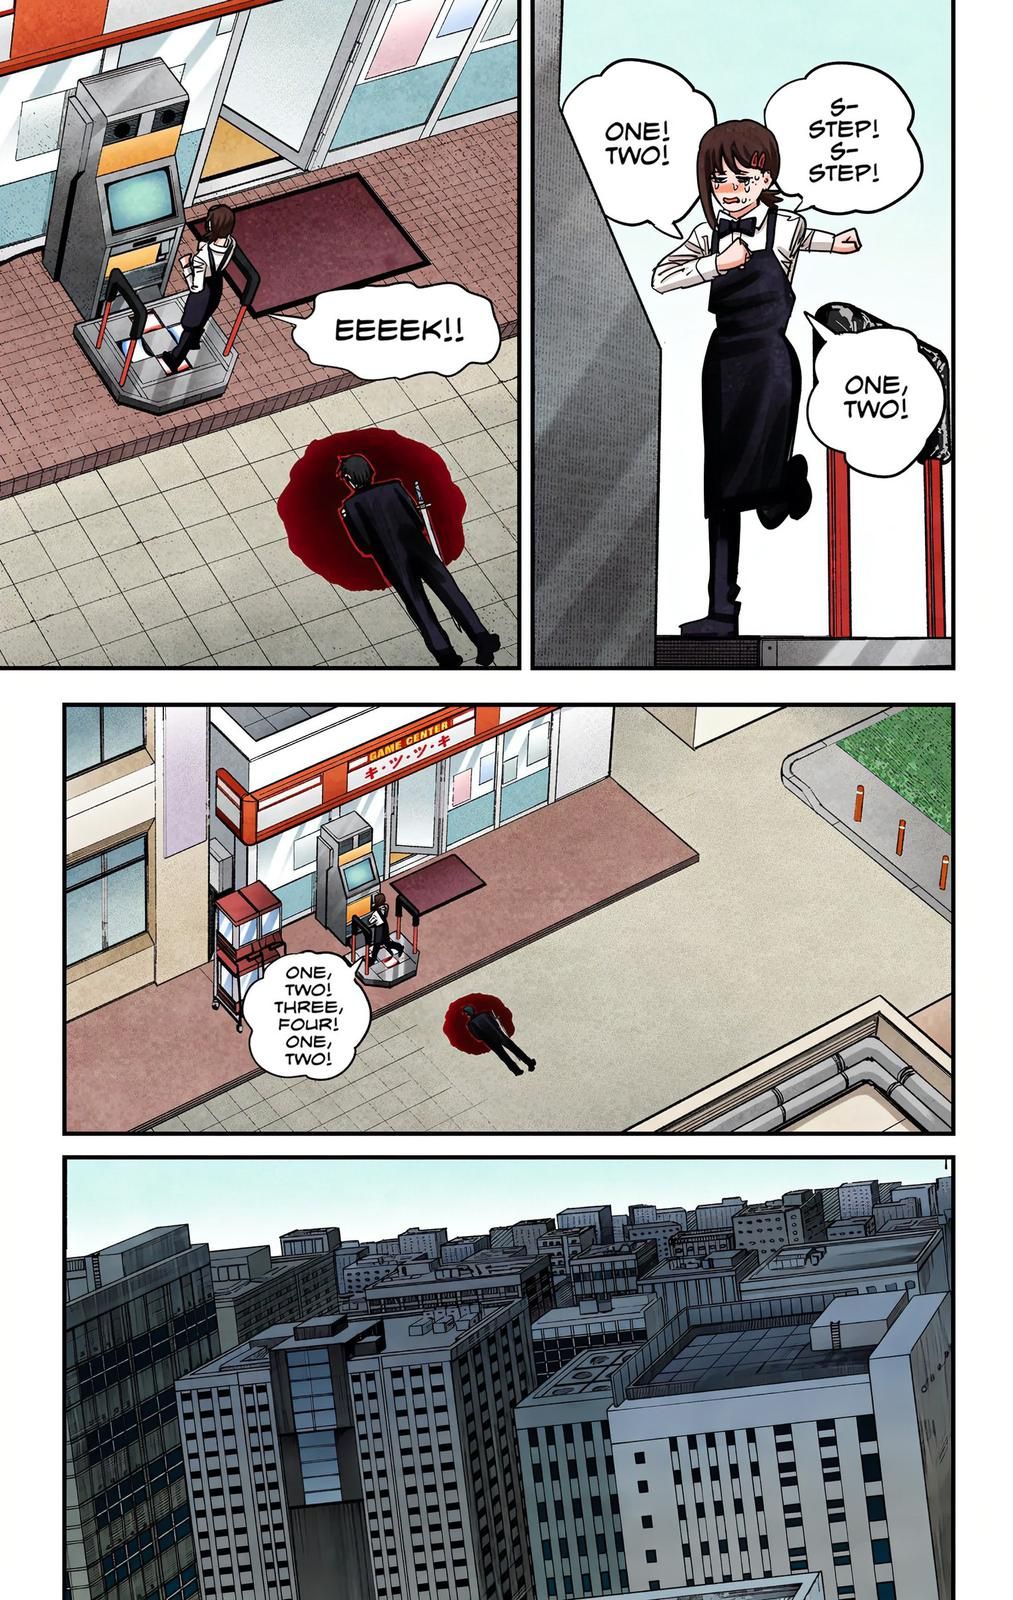 EEEEK!!
ONE!
TWO!
S-
STEP!
S-
STEP!
ONE,
TWO!
GAME CENTER
キ・ツ・ツ・キ
ONE,
TWO!
THREE,
FOUR!
ONE,
TWO!